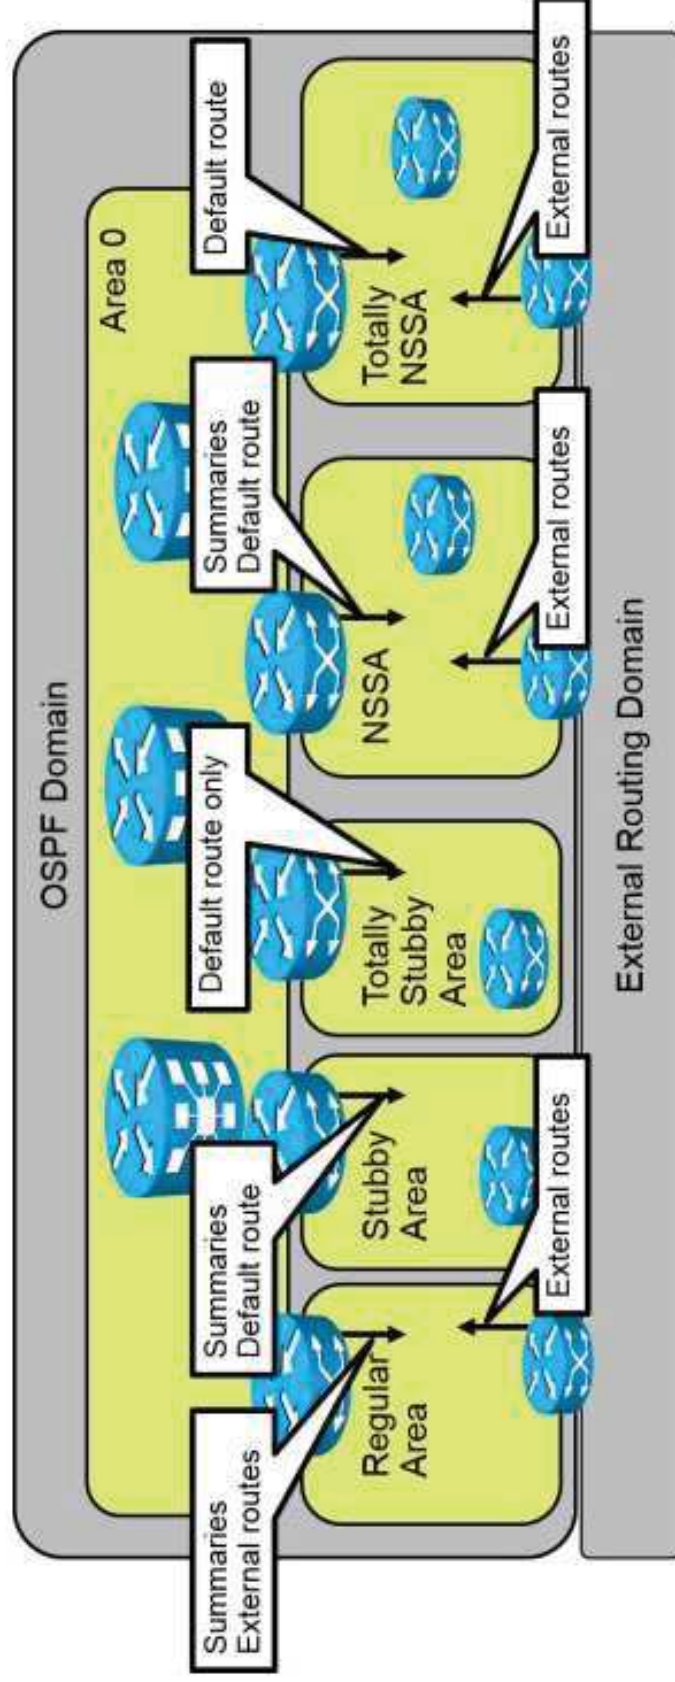 OSPF Domain
Area 0
Summaries
External routes
Summaries
Default route
Default route only
Summaries
Default route
Default route
Regular
Area
Stubby
Area
Totally
Stubby
Area
NSSA
Totally
NSSA
External routes
External routes
External routes
External Routing Domain